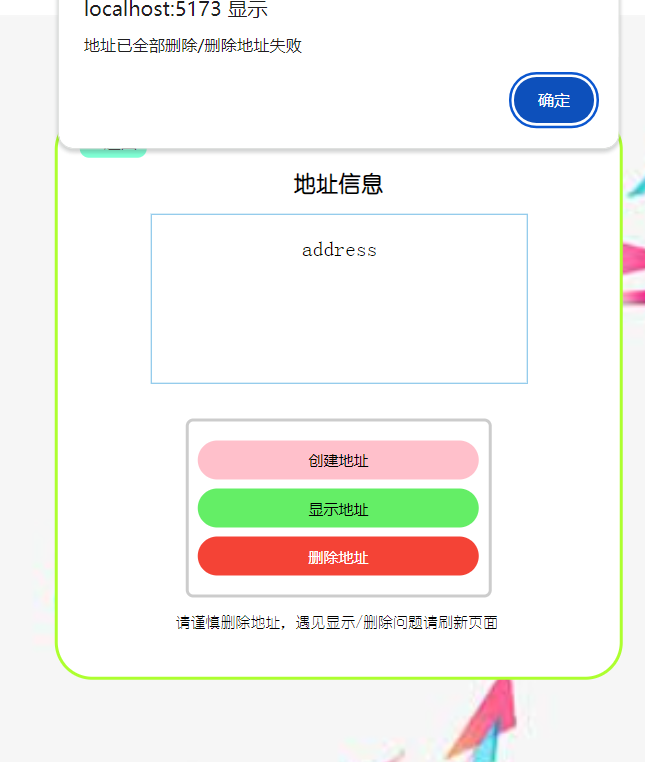 localhost:5173 显示
地址已全部删除/删除地址失败
确定
地址信息
address
创建地址
显示地址
删除地址
请谨慎删除地址，遇见显示/删除问题请刷新页面